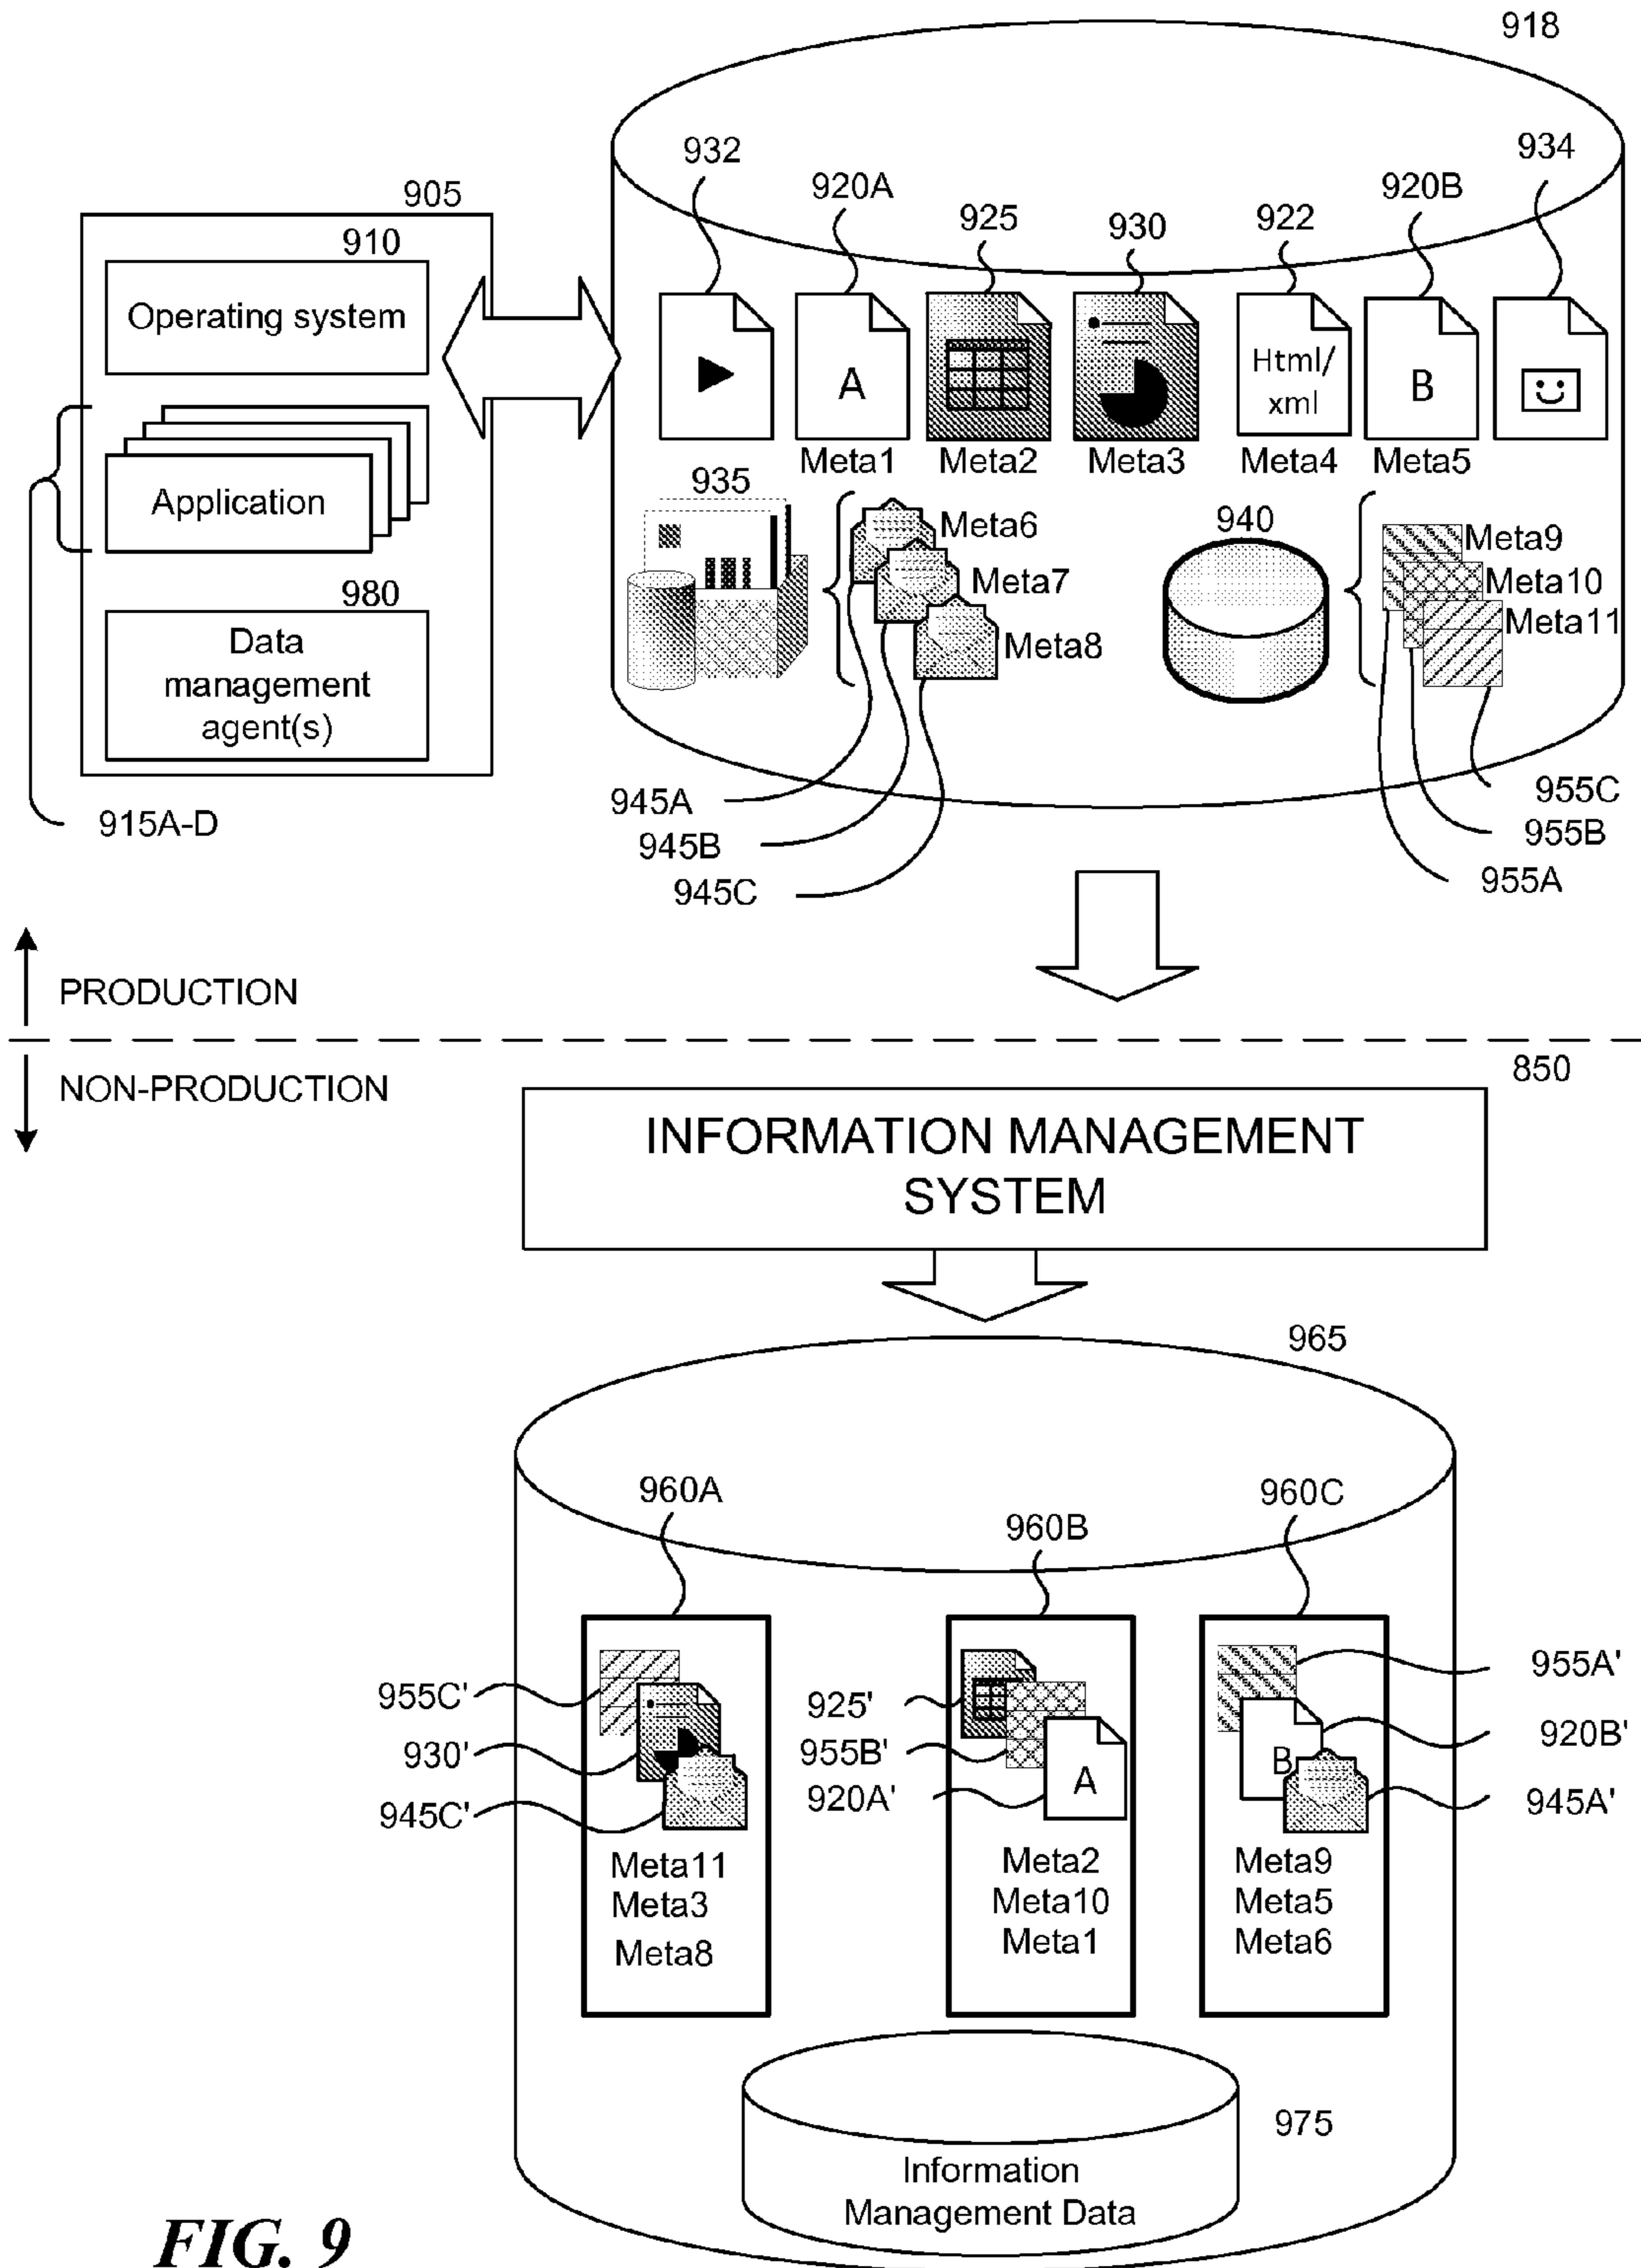 918
932
934
920A
920B
905
925
930
922
910
Operating system
A
Html/
xml
B
Meta1
Meta2
Meta3
Meta4
Meta5
935
940
Application
Meta6
Meta9
Meta7
Meta10
980
Meta11
Data
management
agent(s)
Meta8
945A
955C
915A-D
945B
955B
945C
955A
PRODUCTION
850
NON-PRODUCTION
INFORMATION MANAGEMENT
SYSTEM
965
960A
960B
960C
955C'
925'
955A'
930'
955B'
B
920B'
945C'
920A'
A
945A'
Meta11
Meta3
Meta8
Meta2
Meta10
Meta1
Meta9
Meta5
Meta6
975
Information
Management Data
FIG. 9